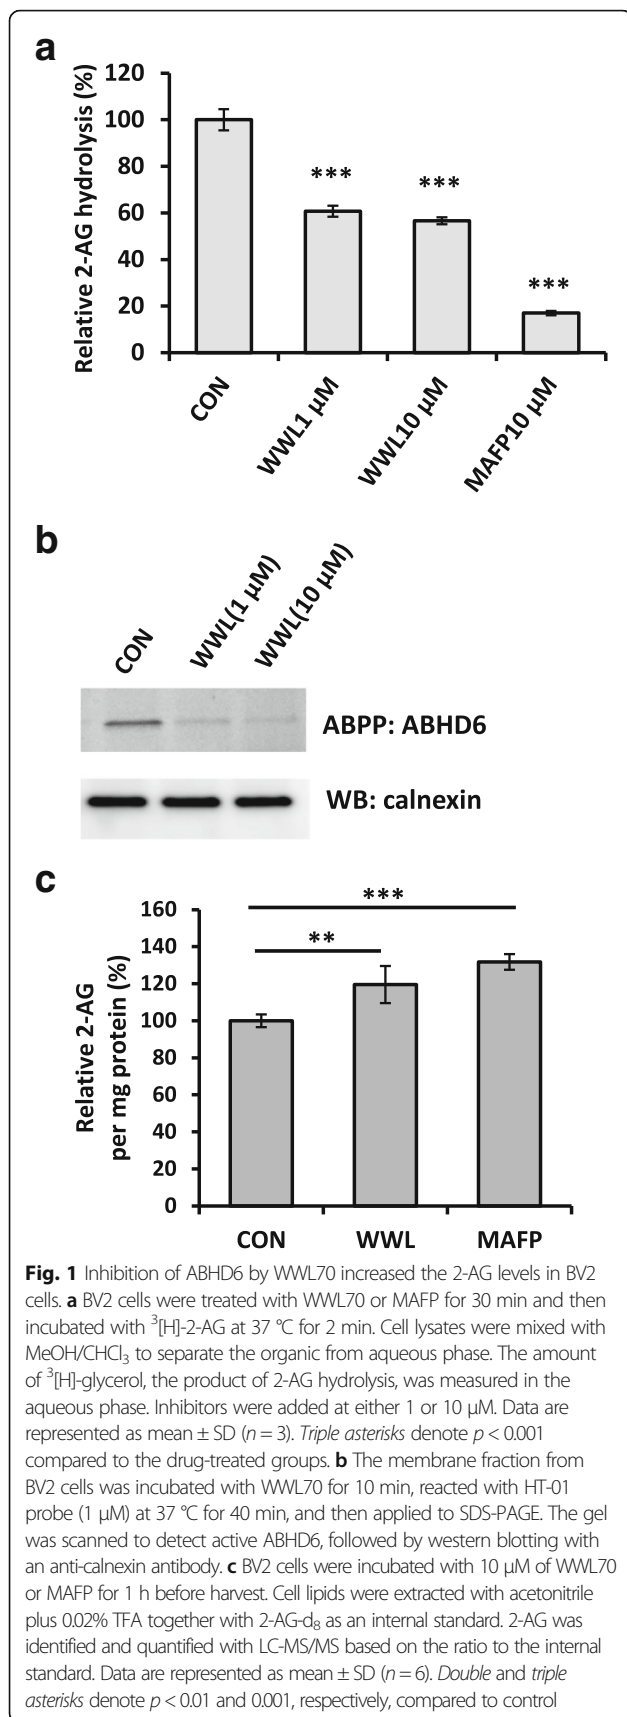 a
Relative 2-AG hydrolysis (%)
120
100
80
60
40
20
0
***
***
***
CON
WWL1 µM
WWL10 µM
MAFP10 µM
b
CON
WWL(1 µM)
WWL(10 µM)
ABPP: ABHD6
WB: calnexin
c
Relative 2-AG
per mg protein (%)
160
140
120
100
80
60
40
20
0
***
**
CON WWL MAFP
Fig. 1 Inhibition of ABHD6 by WWL70 increased the 2-AG levels in BV2
cells. a BV2 cells were treated with WWL70 or MAFP for 30 min and then
incubated with ³[H]-2-AG at 37 °C for 2 min. Cell lysates were mixed with
MeOH/CHCl₃ to separate the organic from aqueous phase. The amount
of ³[H]-glycerol, the product of 2-AG hydrolysis, was measured in the
aqueous phase. Inhibitors were added at either 1 or 10 µM. Data are
represented as mean ± SD (n = 3). Triple asterisks denote p < 0.001
compared to the drug-treated groups. b The membrane fraction from
BV2 cells was incubated with WWL70 for 10 min, reacted with HT-01
probe (1 µM) at 37 °C for 40 min, and then applied to SDS-PAGE. The gel
was scanned to detect active ABHD6, followed by western blotting with
an anti-calnexin antibody. c BV2 cells were incubated with 10 µM of WWL70
or MAFP for 1 h before harvest. Cell lipids were extracted with acetonitrile
plus 0.02% TFA together with 2-AG-d₈ as an internal standard. 2-AG was
identified and quantified with LC-MS/MS based on the ratio to the internal
standard. Data are represented as mean ± SD (n = 6). Double and triple
asterisks denote p < 0.01 and 0.001, respectively, compared to control